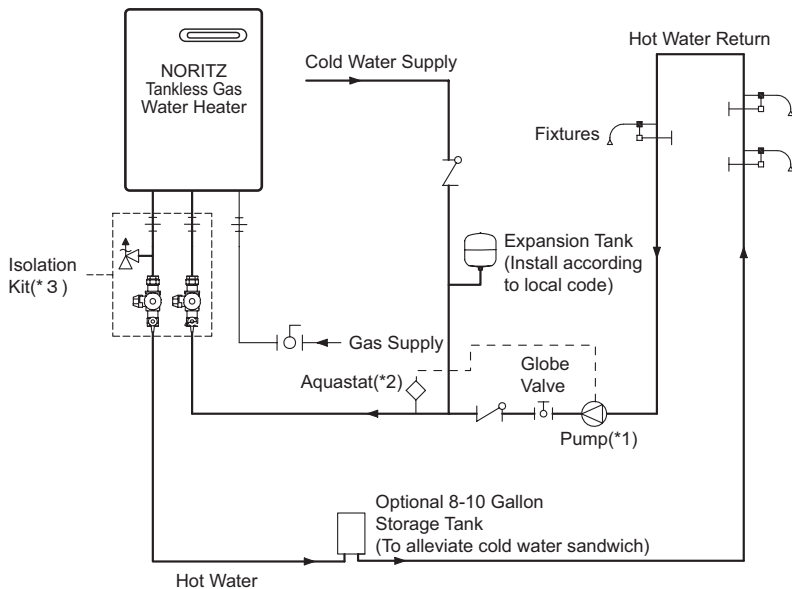 Hot Water Return
NORITZ
Tankless Gas
Water Heater
Cold Water Supply
Fixtures
Expansion Tank
(Install according
to local code)
Isolation
Kit(*3)
Gas Supply
Aquastat(*2)
Globe
Valve
Pump(*1)
Optional 8-10 Gallon
Storage Tank
(To alleviate cold water sandwich)
Hot Water